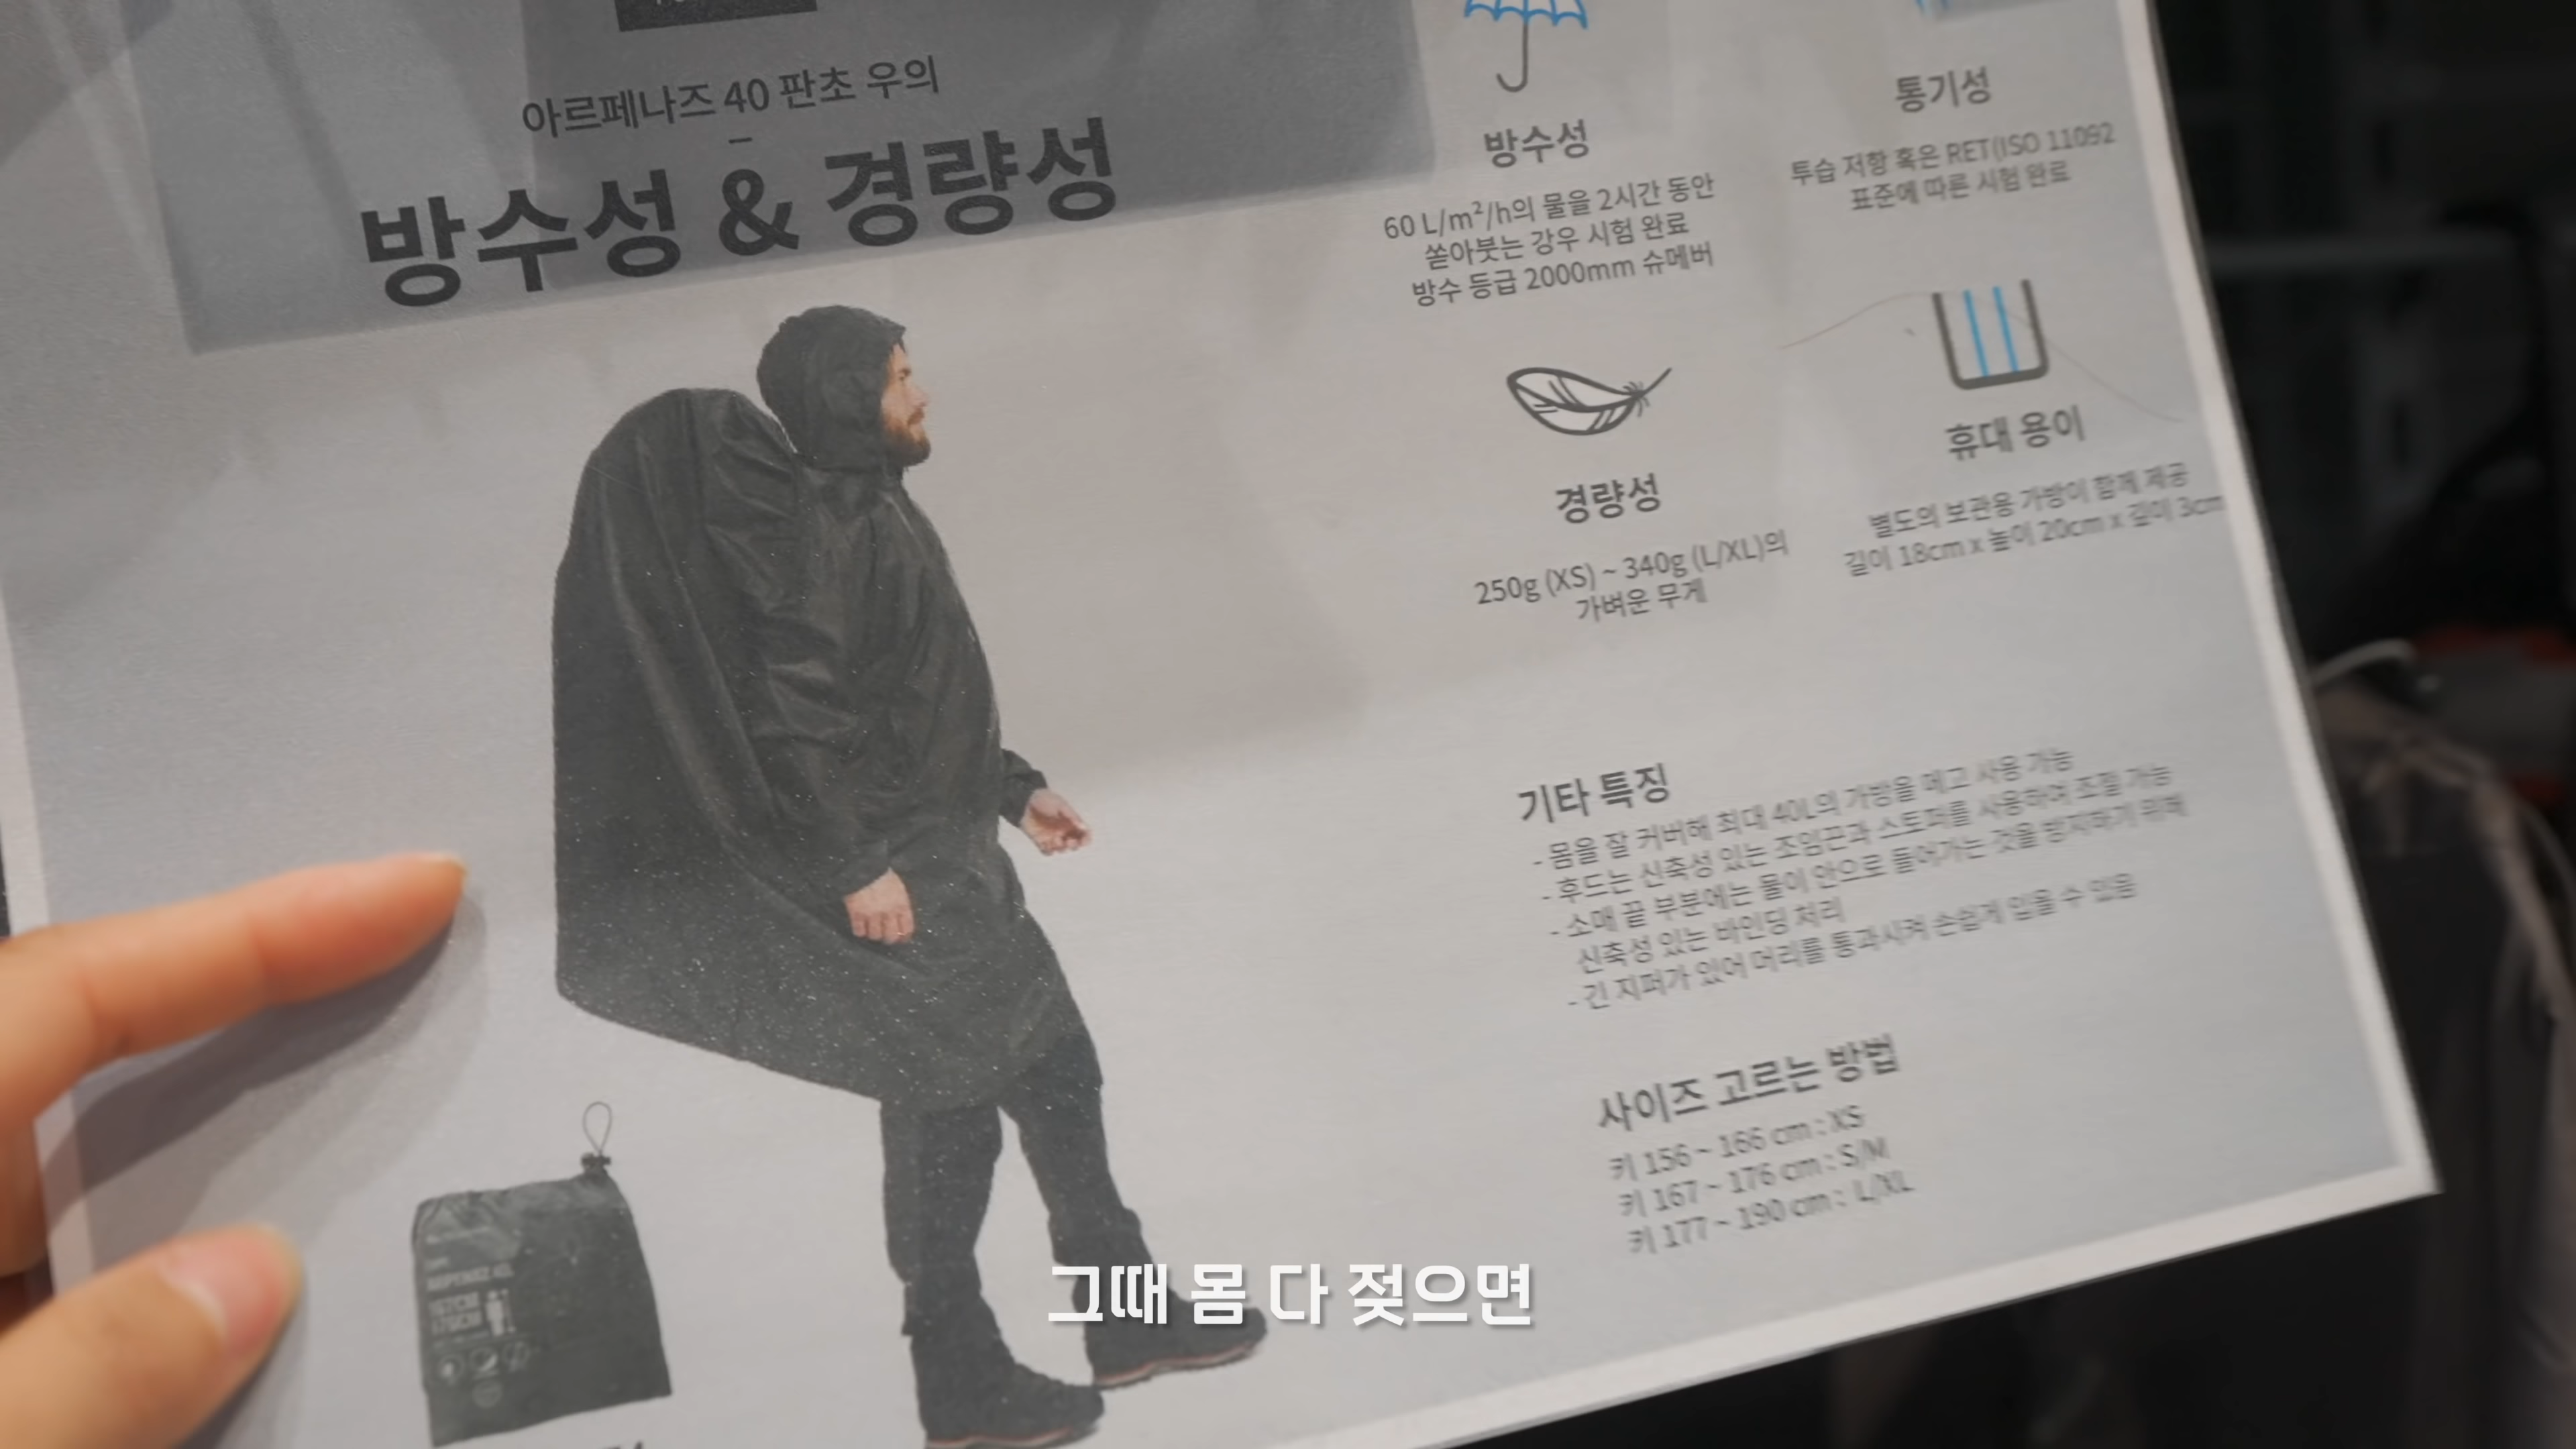 아르페나즈 40 판초 우의
–
방수성 & 경량성
방수성
60 L/m²/h의 물을 2시간 동안
쏟아붓는 강우 시험 완료
방수 등급 2000mm 슈메버
통기성
투습 저항 혹은 RET(ISO 11092
표준에 따른 시험 완료
경량성
250g (XS) ~ 340g (L/XL)의
가벼운 무게
휴대 용이
별도의 보관용 가방이 함께 제공
길이 18cm x 높이 20cm x 깊이 3cm
기타 특징
- 몸을 잘 커버해 최대 40L의 가방을 메고 사용 가능
- 후드는 신축성 있는 조임끈과 스토퍼를 사용하여 조절 가능
- 소매 끝 부분에는 물이 안으로 들어가는 것을 방지하기 위해
신축성 있는 바인딩 처리
- 긴 지퍼가 있어 머리를 통과시켜 손쉽게 입을 수 있음
사이즈 고르는 방법
키 156 ~ 166 cm : XS
키 167 ~ 176 cm : S/M
키 177 ~ 190 cm : L/XL
167CM
176CM
그때 몸 다 젖으면